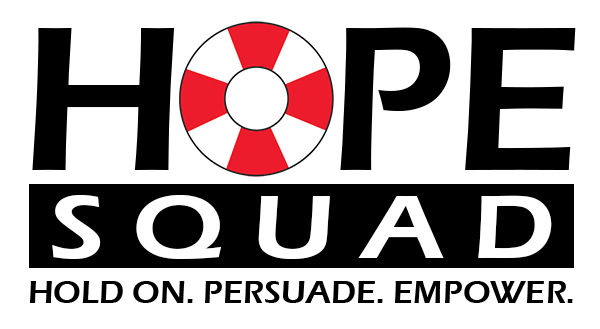 HOPE
SQUAD
HOLD ON. PERSUADE. EMPOWER.